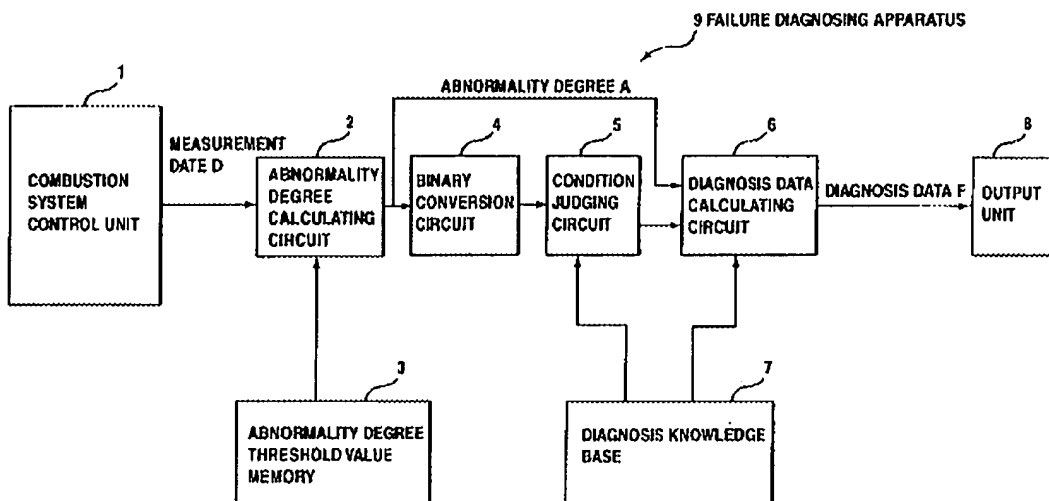 9 FAILURE DIAGNOSING APPARATUS
1
ABNORMALITY DEGREE A
MEASUREMENT
DATE D
2
4
5
6
8
COMBUSTION
SYSTEM
CONTROL UNIT
ABNORMALITY
DEGREE
CALCULATING
CIRCUIT
BINARY
CONVERSION
CIRCUIT
CONDITION
JUDGING
CIRCUIT
DIAGNOSIS DATA
CALCULATING
CIRCUIT
DIAGNOSIS DATA F
OUTPUT
UNIT
3
7
ABNORMALITY DEGREE
THRESHOLD VALUE
MEMORY
DIAGNOSIS KNOWLEDGE
BASE